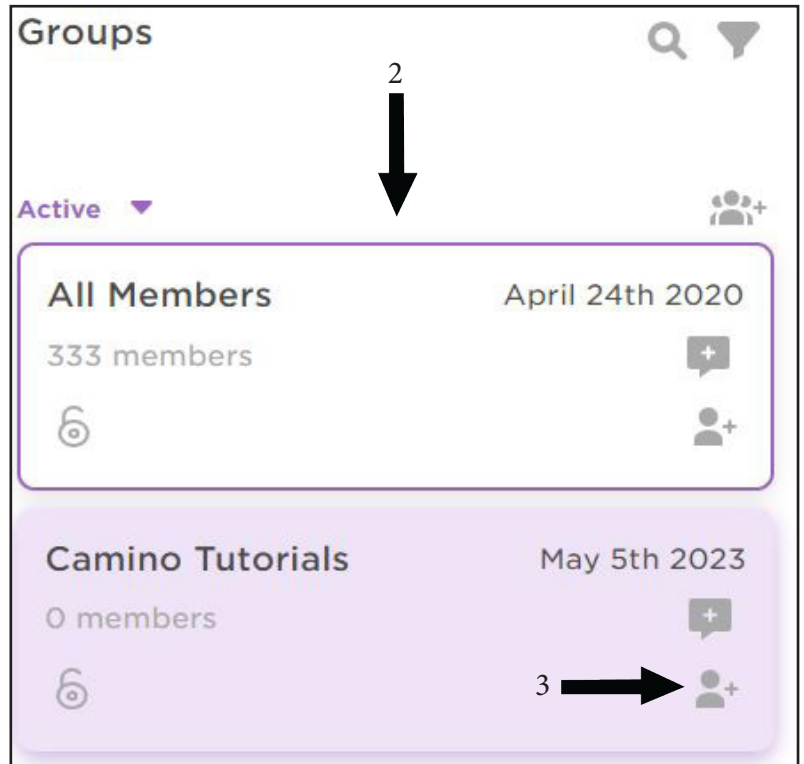 Groups
2
Active
All Members April 24th 2020
333 members
Camino Tutorials May 5th 2023
0 members
3